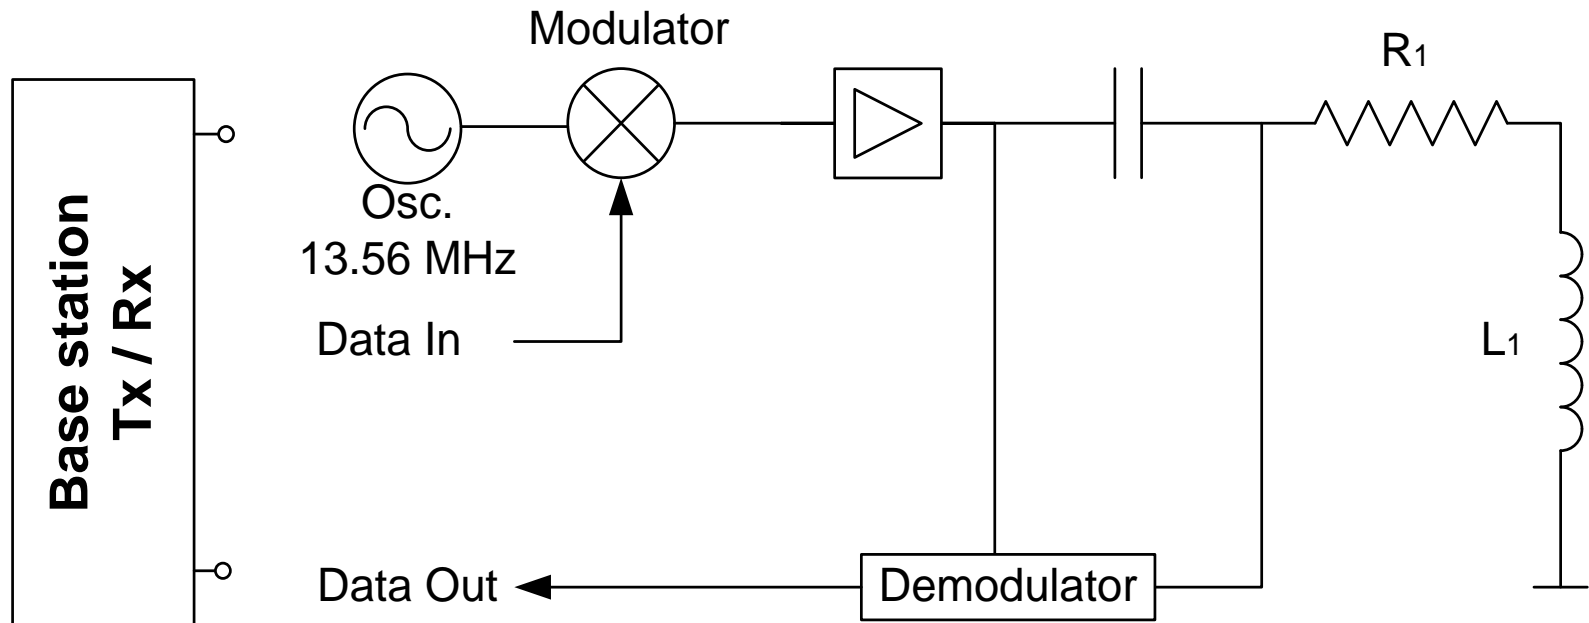 Modulator
R1
Base station
Tx / Rx
Osc.
13.56 MHz
Data In
L1
Data Out
Demodulator